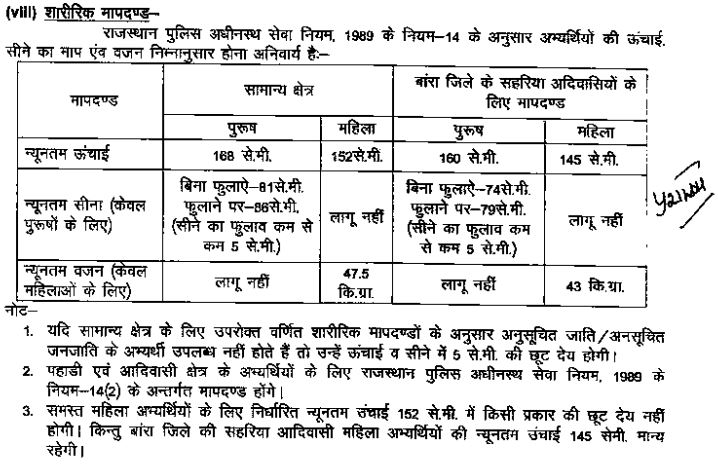 (viii) शारीरिक मापदण्ड–
राजस्थान पुलिस अधीनस्थ सेवा नियम, 1989 के नियम–14 के अनुसार अभ्यर्थियों की ऊंचाई,
सीने का माप एंव वजन निम्नानुसार होना अनिवार्य है:–
मापदण्ड
सामान्य क्षेत्र
बांरा जिले के सहरिया आदिवासियों के
लिए मापदण्ड
पुरूष
महिला
पुरूष
महिला
न्यूनतम ऊंचाई
168 से.मी.
152से.मी.
160 से.मी.
145 से.मी.
न्यूनतम सीना (केवल
पुरूषों के लिए)
बिना फुलाऐ–81से.मी.
फुलाने पर–86से.मी.
(सीने का फुलाव कम से
कम 5 से.मी.)
लागू नहीं
बिना फुलाऐ–74से.मी.
फुलाने पर–79से.मी.
(सीने का फुलाव कम
से कम 5 से.मी.)
लागू नहीं
न्यूनतम वजन (केवल
महिलाओं के लिए)
लागू नहीं
47.5
कि.ग्रा.
लागू नहीं
43 कि.ग्रा.
नोट–
1. यदि सामान्य क्षेत्र के लिए उपरोक्त वर्णित शारीरिक मापदण्डों के अनुसार अनुसूचित जाति/अनसूचित
जनजाति के अभ्यर्थी उपलब्ध नहीं होते हैं तो उन्हें ऊंचाई व सीने में 5 से.मी. की छूट देय होगी।
2. पहाडी एवं आदिवासी क्षेत्र के अभ्यर्थियों के लिए राजस्थान पुलिस अधीनस्थ सेवा नियम, 1989 के
नियम–14(2) के अन्तर्गत मापदण्ड होंगे।
3. समस्त महिला अभ्यर्थियों के लिए निर्धारित न्यूनतम उंचाई 152 से.मी. में किसी प्रकार की छूट देय नहीं
होगी। किन्तु बांरा जिले की सहरिया आदिवासी महिला अभ्यर्थियों की न्यूनतम उंचाई 145 सेमी. मान्य
रहेगी।